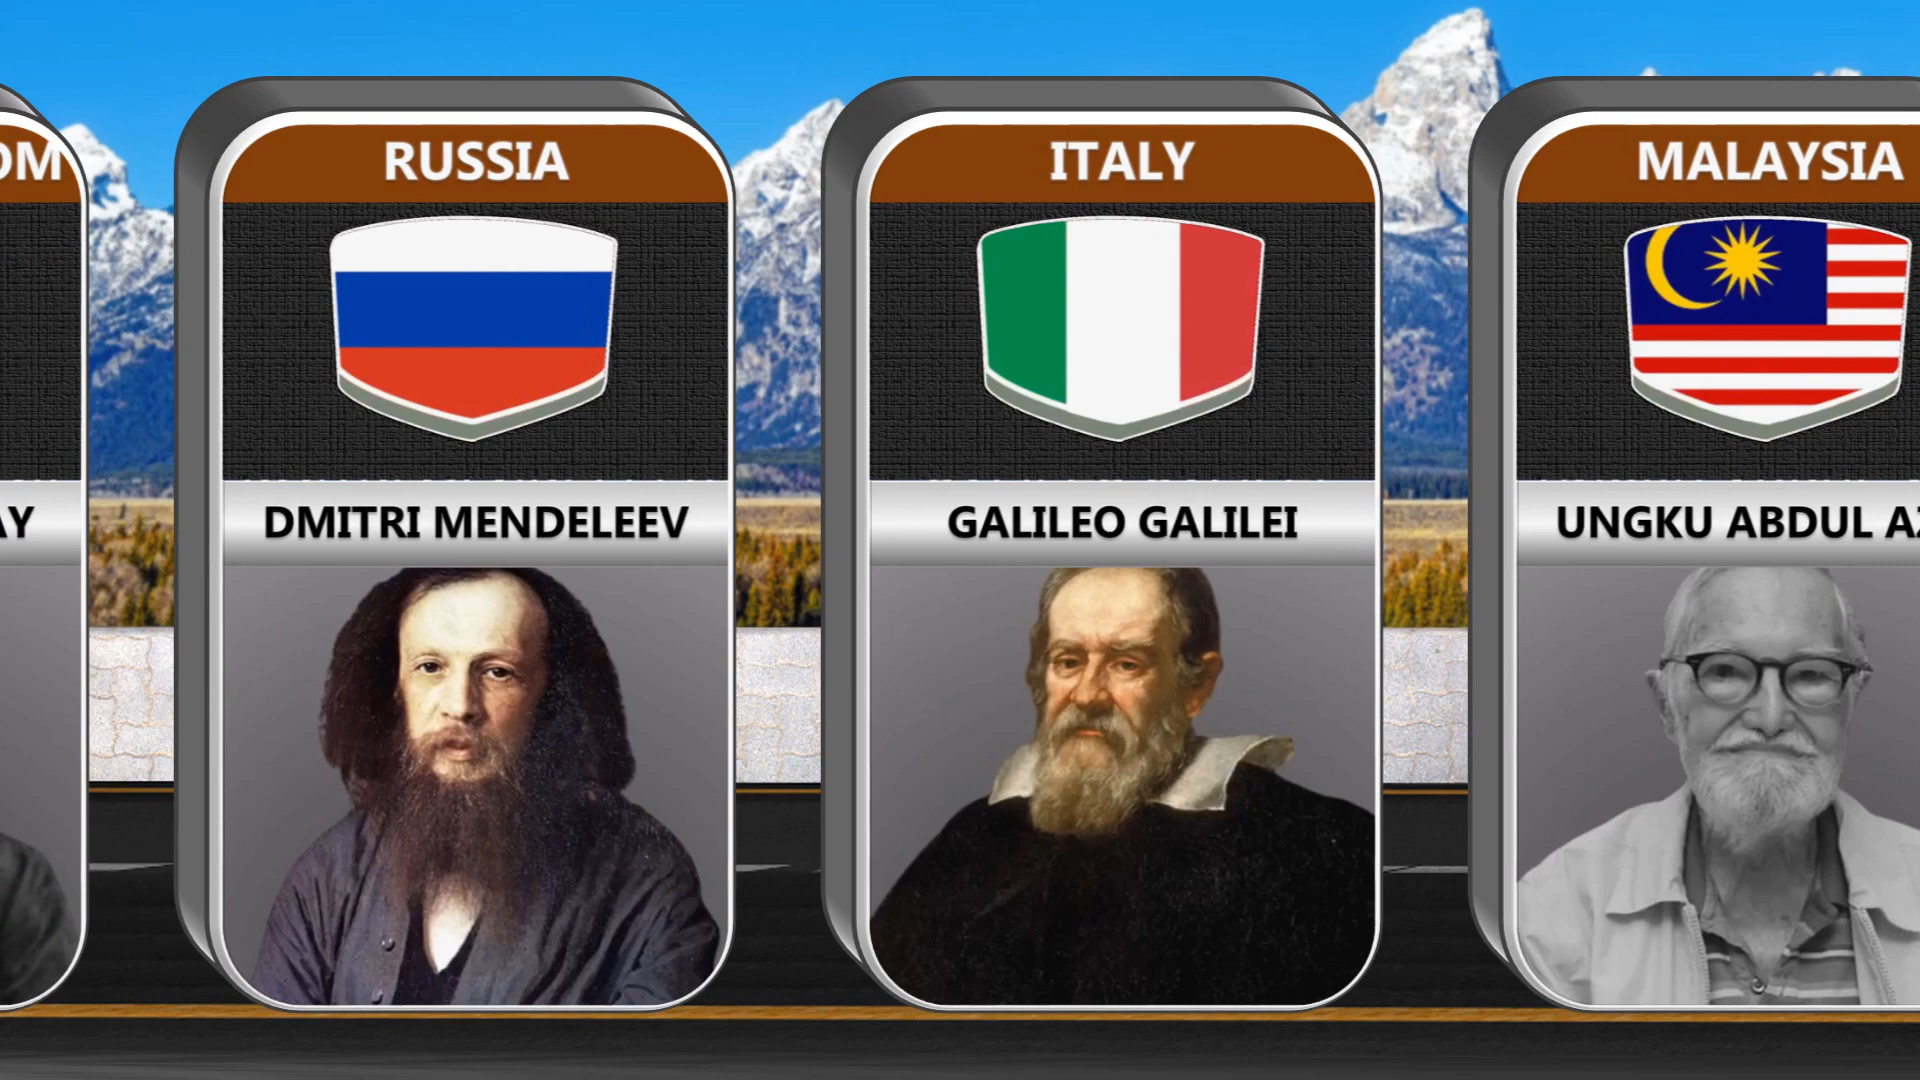 RUSSIA
DMITRI MENDELEEV
ITALY
GALILEO GALILEI
MALAYSIA
UNGKU ABDUL